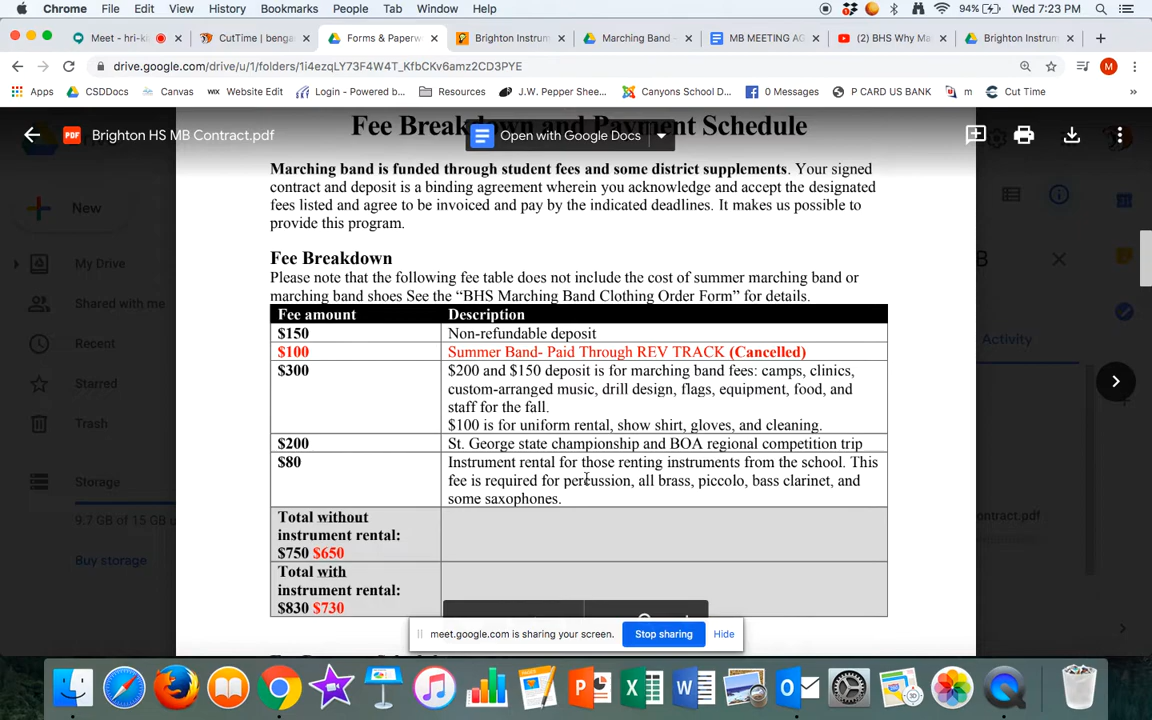 Chrome File Edit View History Bookmarks People Tab Window Help 94% Wed 7:23 PM
Meet - hri-k CutTime | benga Forms & Paperw Brighton Instrum Marching Band - MB MEETING AG (2) BHS Why Ma Brighton Instrum
drive.google.com/drive/u/1/folders/1i4ezqLY73F4W4T_KfbCKv6amz2CD3PYE M
Apps CSDDocs Canvas WIX Website Edit Login - Powered b... Resources J.W. Pepper Shee... Canyons School D... 0 Messages P CARD US BANK m Cut Time »
Fee Breakdown and Payment Schedule
PDF Brighton HS MB Contract.pdf Open with Google Docs
Marching band is funded through student fees and some district supplements. Your signed
contract and deposit is a binding agreement wherein you acknowledge and accept the designated
fees listed and agree to be invoiced and pay by the indicated deadlines. It makes us possible to
provide this program.
Fee Breakdown
Please note that the following fee table does not include the cost of summer marching band or
marching band shoes See the “BHS Marching Band Clothing Order Form” for details.
Fee amount Description
$150 Non-refundable deposit
$100 Summer Band- Paid Through REV TRACK (Cancelled)
$300 $200 and $150 deposit is for marching band fees: camps, clinics,
custom-arranged music, drill design, flags, equipment, food, and
staff for the fall.
$100 is for uniform rental, show shirt, gloves, and cleaning.
$200 St. George state championship and BOA regional competition trip
$80 Instrument rental for those renting instruments from the school. This
fee is required for percussion, all brass, piccolo, bass clarinet, and
some saxophones.
Total without
instrument rental:
$750 $650
Total with
instrument rental:
$830 $730
New
My Drive
Shared with me
Recent
Starred
Trash
Storage
9.7 GB of 15 GB
Buy storage
Activity
ontract.pdf
meet.google.com is sharing your screen. Stop sharing Hide